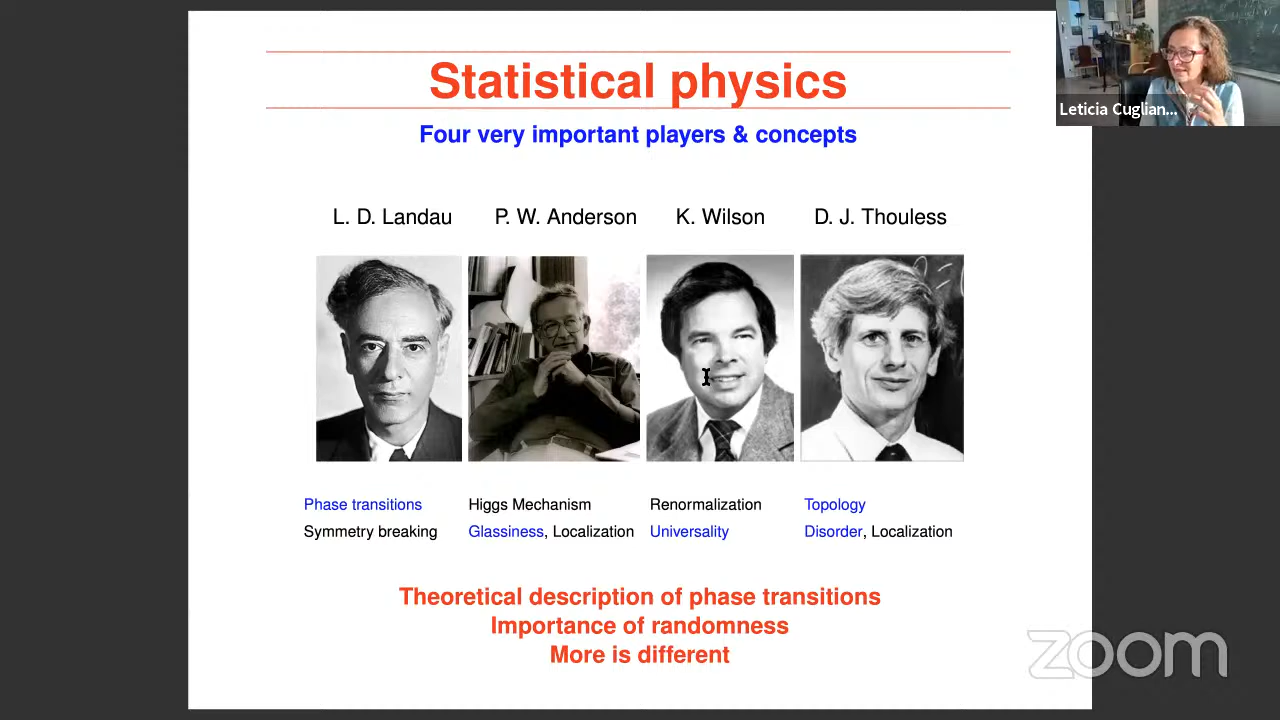 Statistical physics
Four very important players & concepts
L. D. Landau P. W. Anderson K. Wilson D. J. Thouless
Phase transitions Higgs Mechanism Renormalization Topology
Symmetry breaking Glassiness, Localization Universality Disorder, Localization
Theoretical description of phase transitions
Importance of randomness
More is different
Leticia Cuglian...
zoom